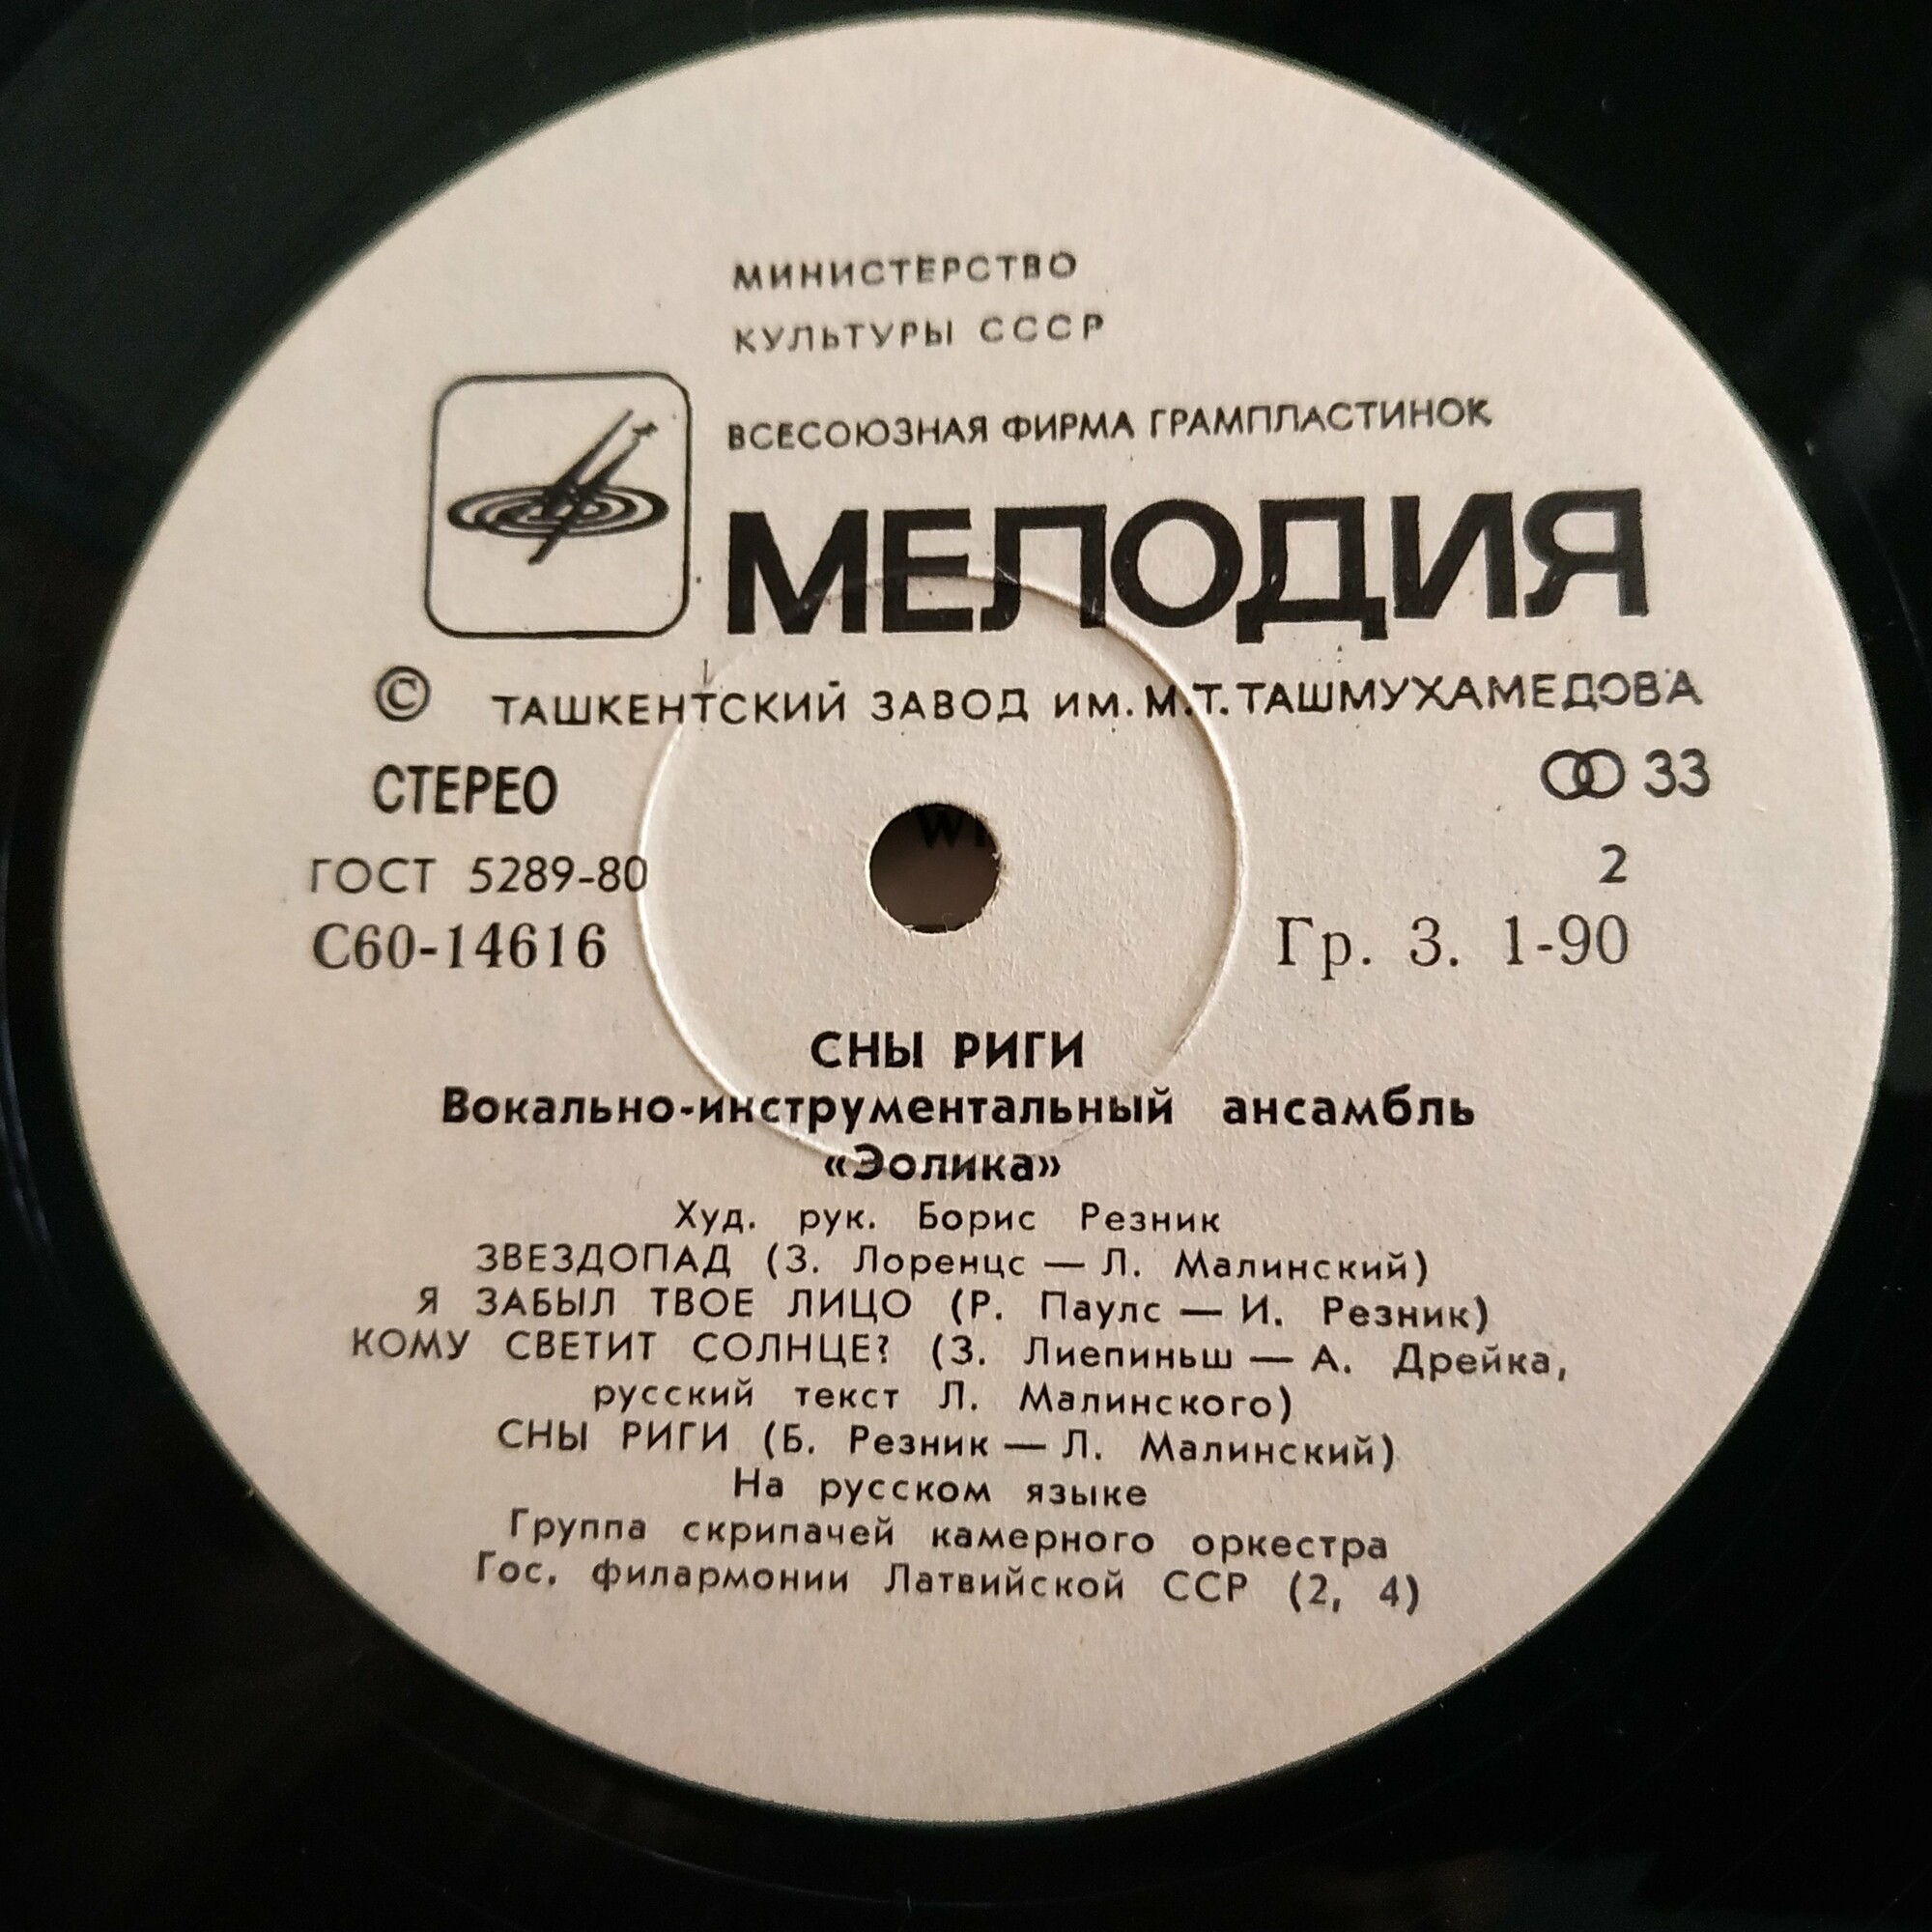 МИНИСТЕРСТВО
КУЛЬТУРЫ СССР
ВСЕСОЮЗНАЯ ФИРМА ГРАМПЛАСТИНОК
МЕЛОДИЯ
© ТАШКЕНТСКИЙ ЗАВОД ИМ. М.Т. ТАШМУХАМЕДОВА
СТЕРЕО 33
ГОСТ 5289-80 2
С60-14616 Гр. 3. 1-90
СНЫ РИГИ
Вокально-инструментальный ансамбль
«Эолика»
Худ. рук. Борис Резник
ЗВЕЗДОПАД (З. Лоренцс — Л. Малинский)
Я ЗАБЫЛ ТВОЕ ЛИЦО (Р. Паулс — И. Резник)
КОМУ СВЕТИТ СОЛНЦЕ? (З. Лиепиньш — А. Дрейка,
русский текст Л. Малинского)
СНЫ РИГИ (Б. Резник — Л. Малинский)
На русском языке
Группа скрипачей камерного оркестра
Гос. филармонии Латвийской ССР (2, 4)